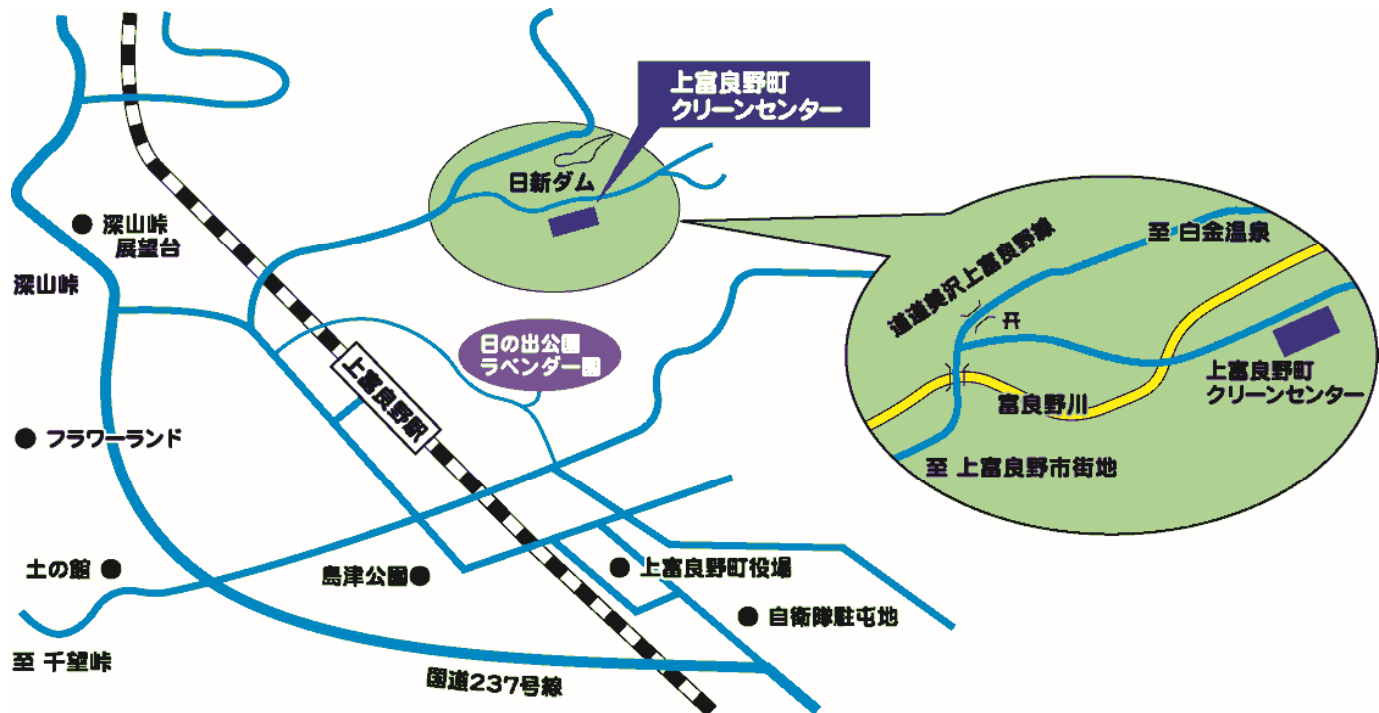 上富良野町
クリーンセンター
日新ダム
深山峠
展望台
深山峠
道道美沢上富良野線
至 白金温泉
日の出公園
ラベンダー園
上富良野駅
上富良野町
クリーンセンター
富良野川
フラワーランド
至 上富良野市街地
土の館
島津公園
上富良野町役場
自衛隊駐屯地
至 千望峠
国道237号線